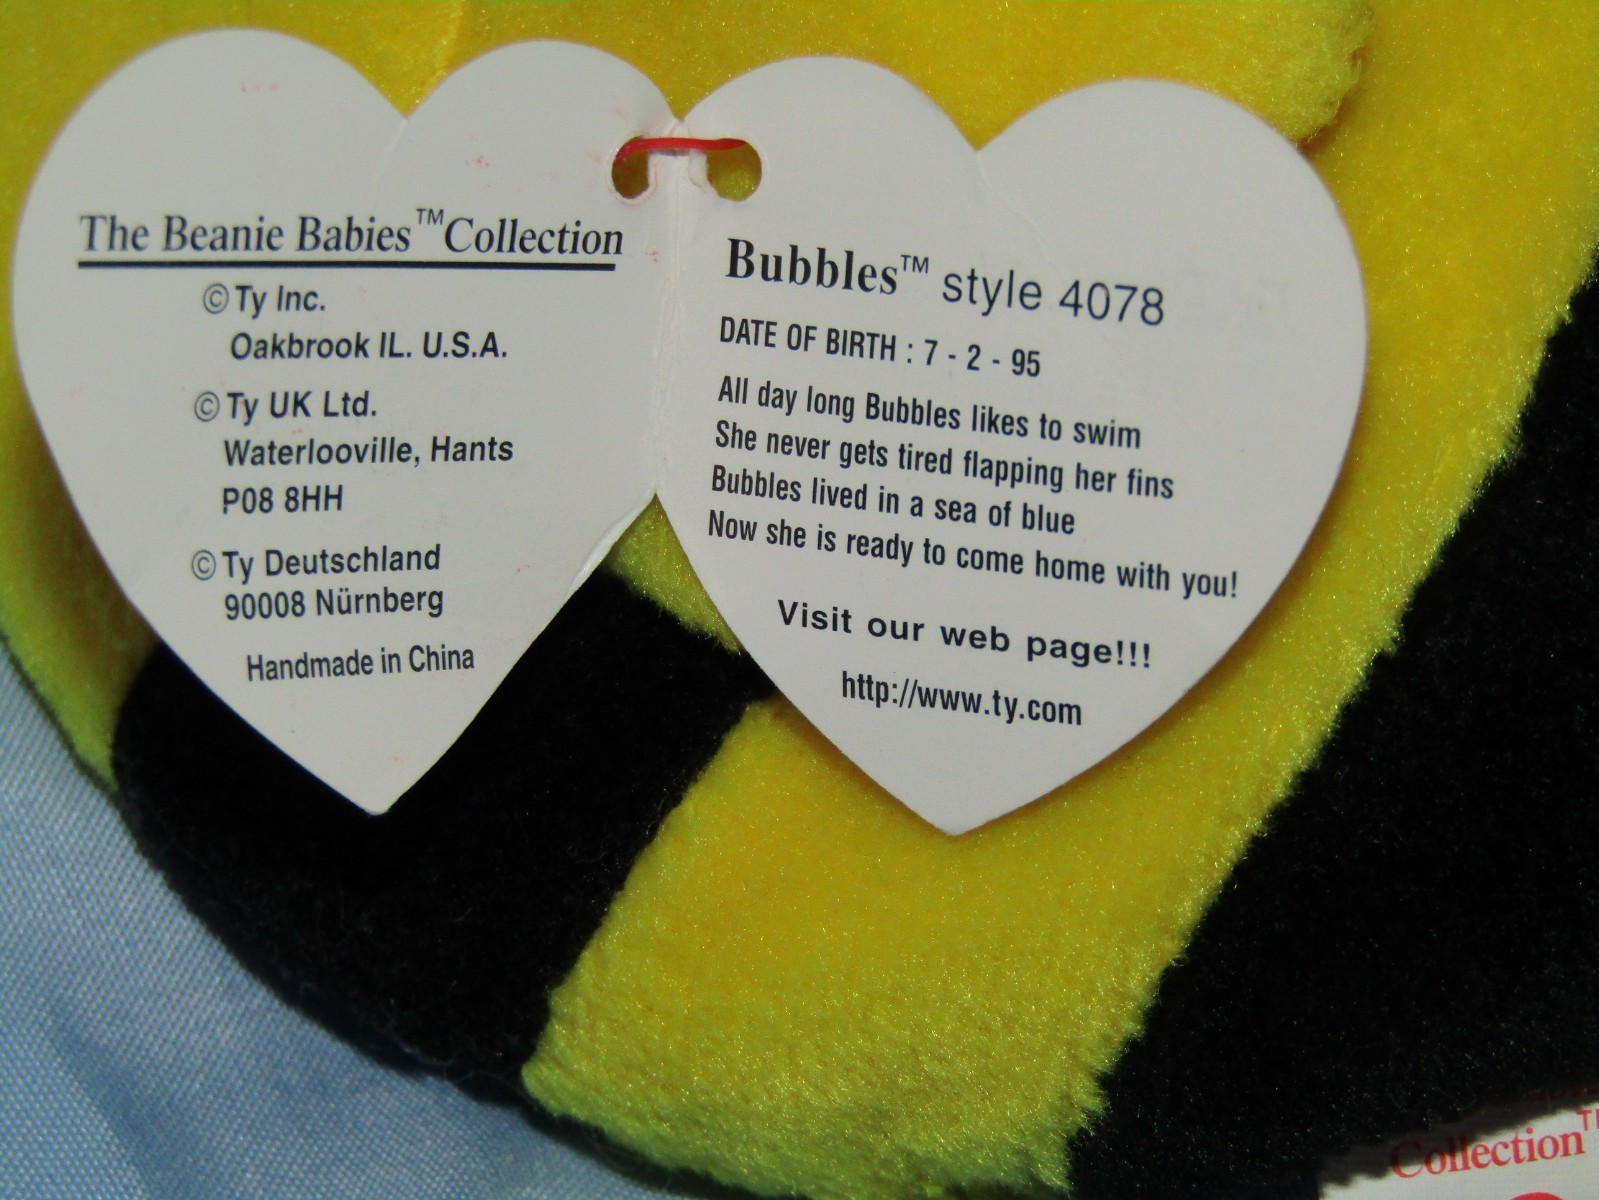 The Beanie Babies™Collection
©Ty Inc.
Oakbrook IL. U.S.A.
©Ty UK Ltd.
Waterlooville, Hants
P08 8HH
©Ty Deutschland
90008 Nürnberg
Handmade in China
Bubbles™ style 4078
DATE OF BIRTH : 7 - 2 - 95
All day long Bubbles likes to swim
She never gets tired flapping her fins
Bubbles lived in a sea of blue
Now she is ready to come home with you!
Visit our web page!!!
http://www.ty.com
Collection™